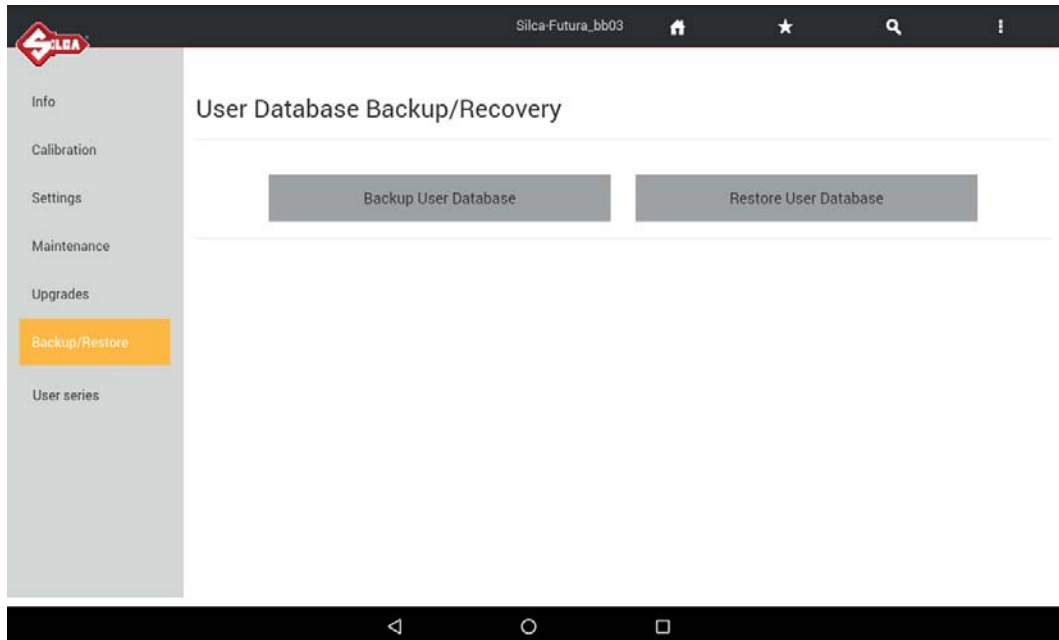 SILCA
Silca-Futura_bb03
Info
Calibration
Settings
Maintenance
Upgrades
Backup/Restore
User series
User Database Backup/Recovery
Backup User Database
Restore User Database